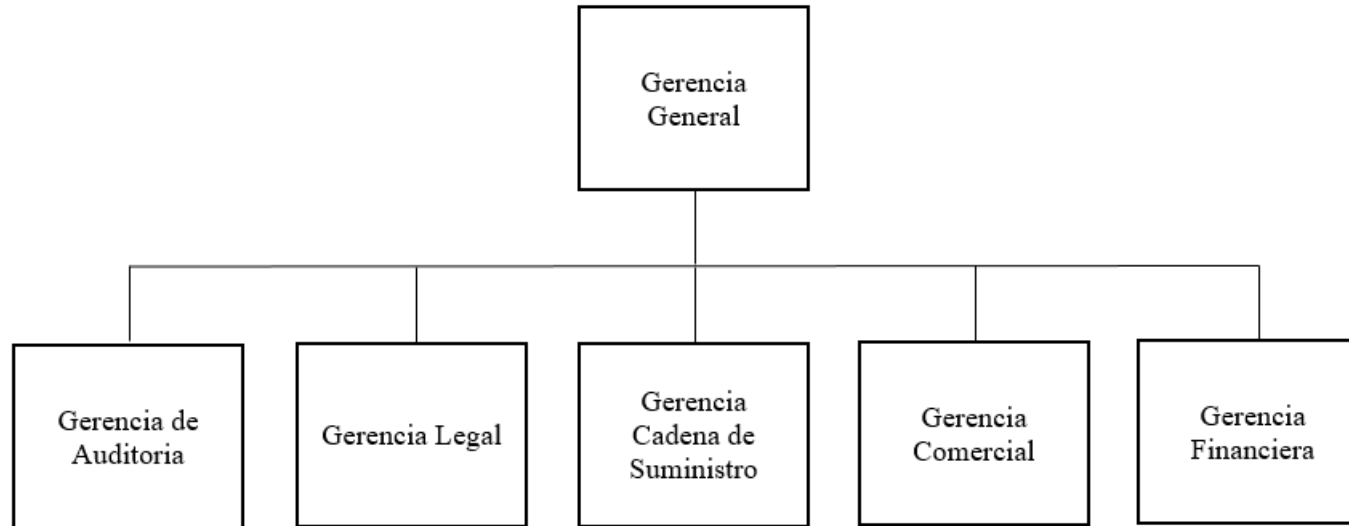 Gerencia
General
Gerencia de
Auditoria
Gerencia Legal
Gerencia
Cadena de
Suministro
Gerencia
Comercial
Gerencia
Financiera